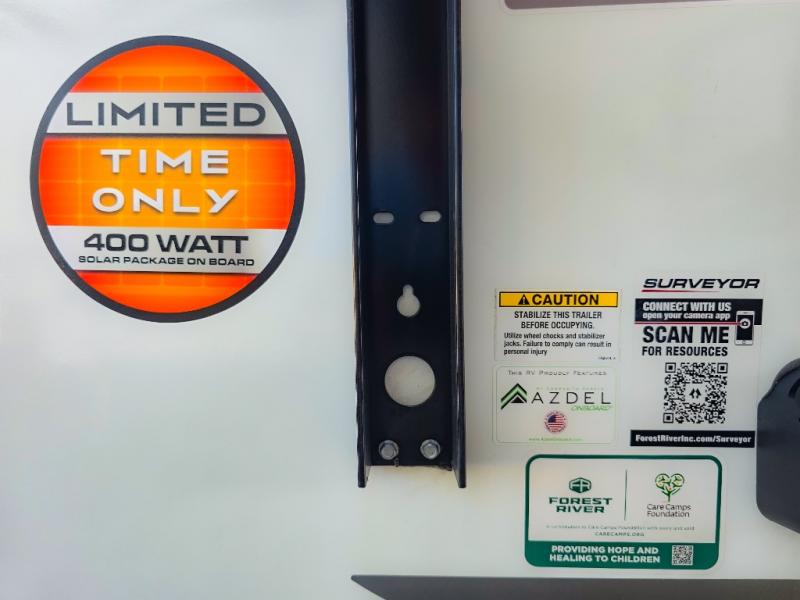 LIMITED
TIME
ONLY
400 WATT
SOLAR PACKAGE ON BOARD
CAUTION
STABILIZE THIS TRAILER
BEFORE OCCUPYING.
Utilize wheel chocks and stabilizer
jacks. Failure to comply can result in
personal injury
THIS RV PROUDLY FEATURES
AZDEL
ONBOARD
SURVEYOR
CONNECT WITH US
open your camera app
SCAN ME
FOR RESOURCES
ForestRiverInc.com/Surveyor
FOREST
RIVER
Care Camps
Foundation
CARECAMPS.ORG
PROVIDING HOPE AND
HEALING TO CHILDREN